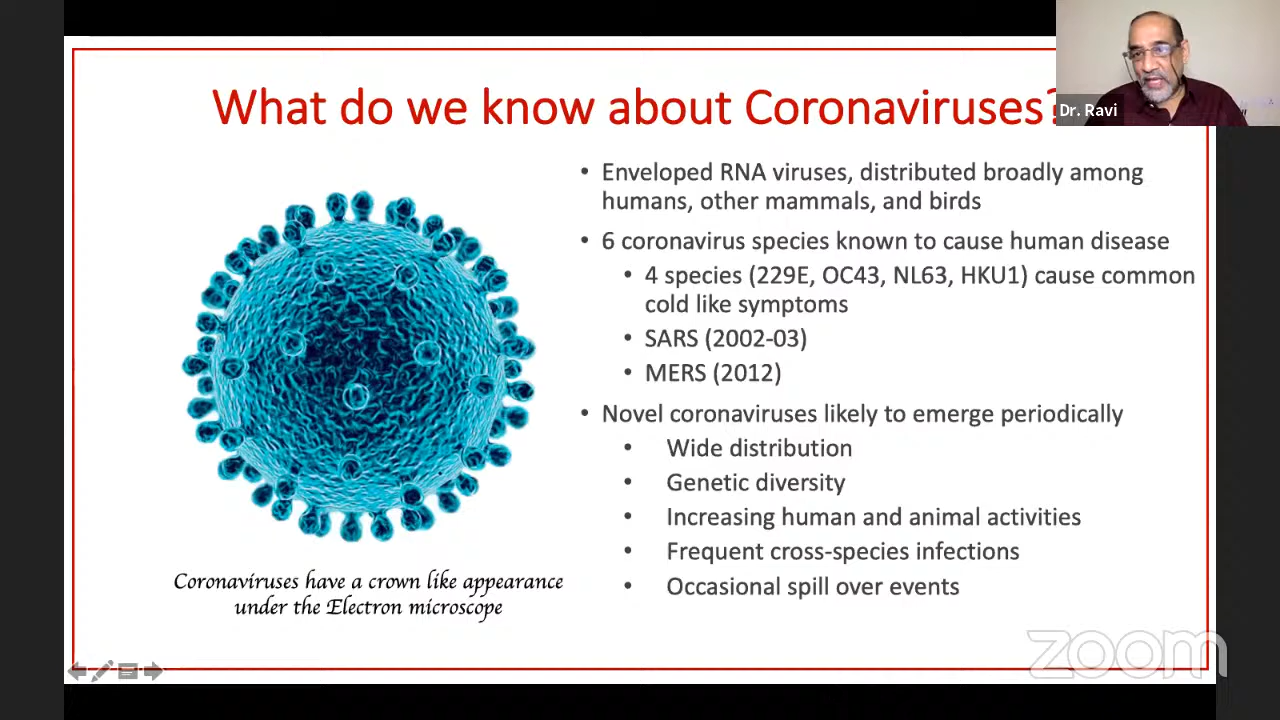 What do we know about Coronaviruses?
Dr. Ravi
• Enveloped RNA viruses, distributed broadly among
humans, other mammals, and birds
• 6 coronavirus species known to cause human disease
• 4 species (229E, OC43, NL63, HKU1) cause common
cold like symptoms
• SARS (2002-03)
• MERS (2012)
• Novel coronaviruses likely to emerge periodically
• Wide distribution
• Genetic diversity
• Increasing human and animal activities
• Frequent cross-species infections
• Occasional spill over events
Coronaviruses have a crown like appearance
under the Electron microscope
zoom